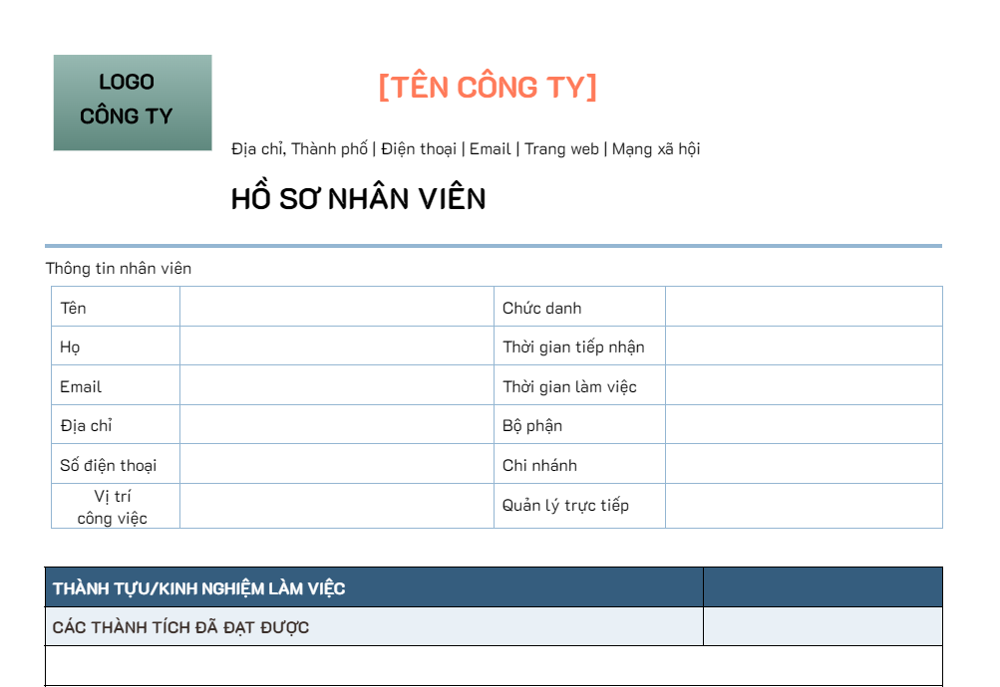 LOGO
CÔNG TY
[TÊN CÔNG TY]
Địa chỉ, Thành phố | Điện thoại | Email | Trang web | Mạng xã hội
HỒ SƠ NHÂN VIÊN
Thông tin nhân viên
Tên Chức danh
Họ Thời gian tiếp nhận
Email Thời gian làm việc
Địa chỉ Bộ phận
Số điện thoại Chi nhánh
Vị trí
công việc Quản lý trực tiếp
THÀNH TỰU/KINH NGHIỆM LÀM VIỆC
CÁC THÀNH TÍCH ĐÃ ĐẠT ĐƯỢC